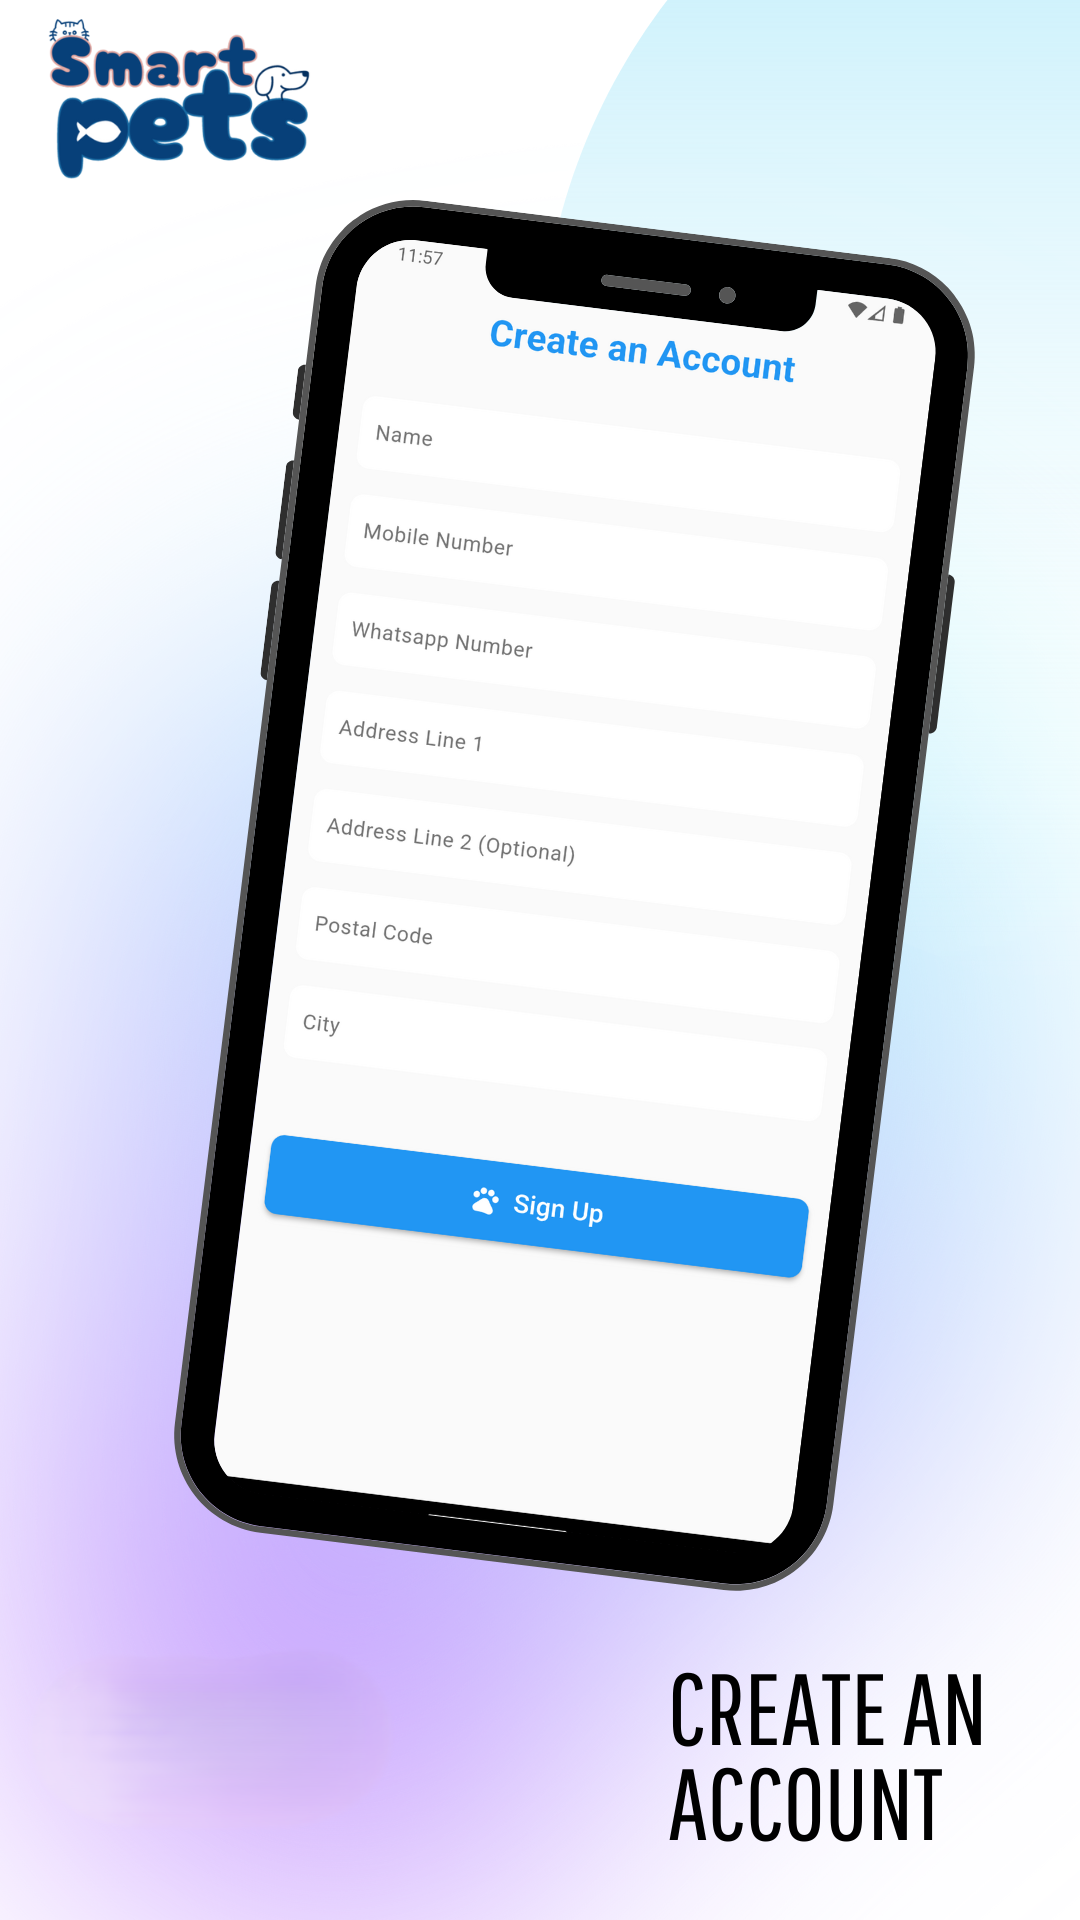 Smart
pets
11:57
Create an Account
Name
Mobile Number
Whatsapp Number
Address Line 1
Address Line 2 (Optional)
Postal Code
City
Sign Up
CREATE AN
ACCOUNT